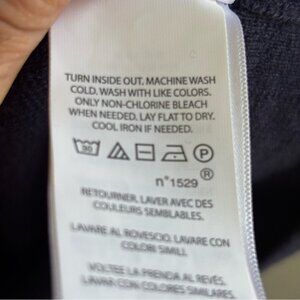 TURN INSIDE OUT. MACHINE WASH
COLD. WASH WITH LIKE COLORS.
ONLY NON-CHLORINE BLEACH
WHEN NEEDED. LAY FLAT TO DRY.
COOL IRON IF NEEDED.
30 P
®
n°1529
RETOURNER. LAVER AVEC DES
COULEURS SEMBLABLES.
LAVARE AL ROVESCIO. LAVARE CON
COLORI SIMILI.
VOLTEE LA PRENDA AL REVÉS.
LAVAR CON COLORES SIMILARES